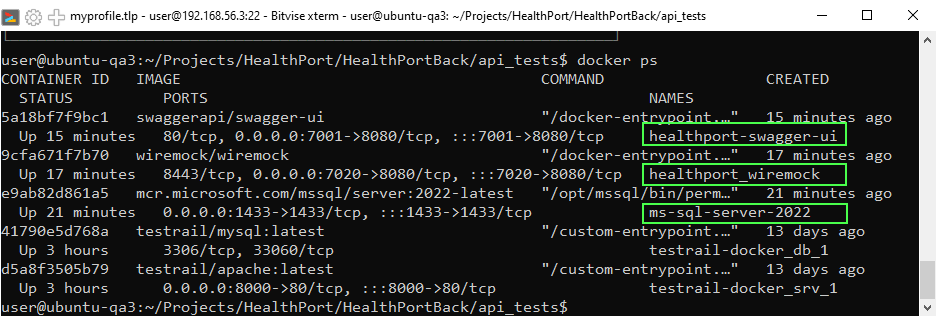 myprofile.tlp - user@192.168.56.3:22 - Bitvise xterm - user@ubuntu-qa3: ~/Projects/HealthPort/HealthPortBack/api_tests
user@ubuntu-qa3:~/Projects/HealthPort/HealthPortBack/api_tests$ docker ps
CONTAINER ID   IMAGE                                        COMMAND                  CREATED
  STATUS          PORTS                                                 NAMES
5a18bf7f9bc1   swaggerapi/swagger-ui                        "/docker-entrypoint.…"   15 minutes ago
  Up 15 minutes   80/tcp, 0.0.0.0:7001->8080/tcp, :::7001->8080/tcp     healthport-swagger-ui
9cfa671f7b70   wiremock/wiremock                            "/docker-entrypoint.…"   17 minutes ago
  Up 17 minutes   8443/tcp, 0.0.0.0:7020->8080/tcp, :::7020->8080/tcp   healthport_wiremock
e9ab82d861a5   mcr.microsoft.com/mssql/server:2022-latest   "/opt/mssql/bin/perm…"   21 minutes ago
  Up 21 minutes   0.0.0.0:1433->1433/tcp, :::1433->1433/tcp             ms-sql-server-2022
41790e5d768a   testrail/mysql:latest                        "/custom-entrypoint.…"   13 days ago
  Up 3 hours      3306/tcp, 33060/tcp                                   testrail-docker_db_1
d5a8f3505b79   testrail/apache:latest                       "/custom-entrypoint.…"   13 days ago
  Up 3 hours      0.0.0.0:8000->80/tcp, :::8000->80/tcp                 testrail-docker_srv_1
user@ubuntu-qa3:~/Projects/HealthPort/HealthPortBack/api_tests$